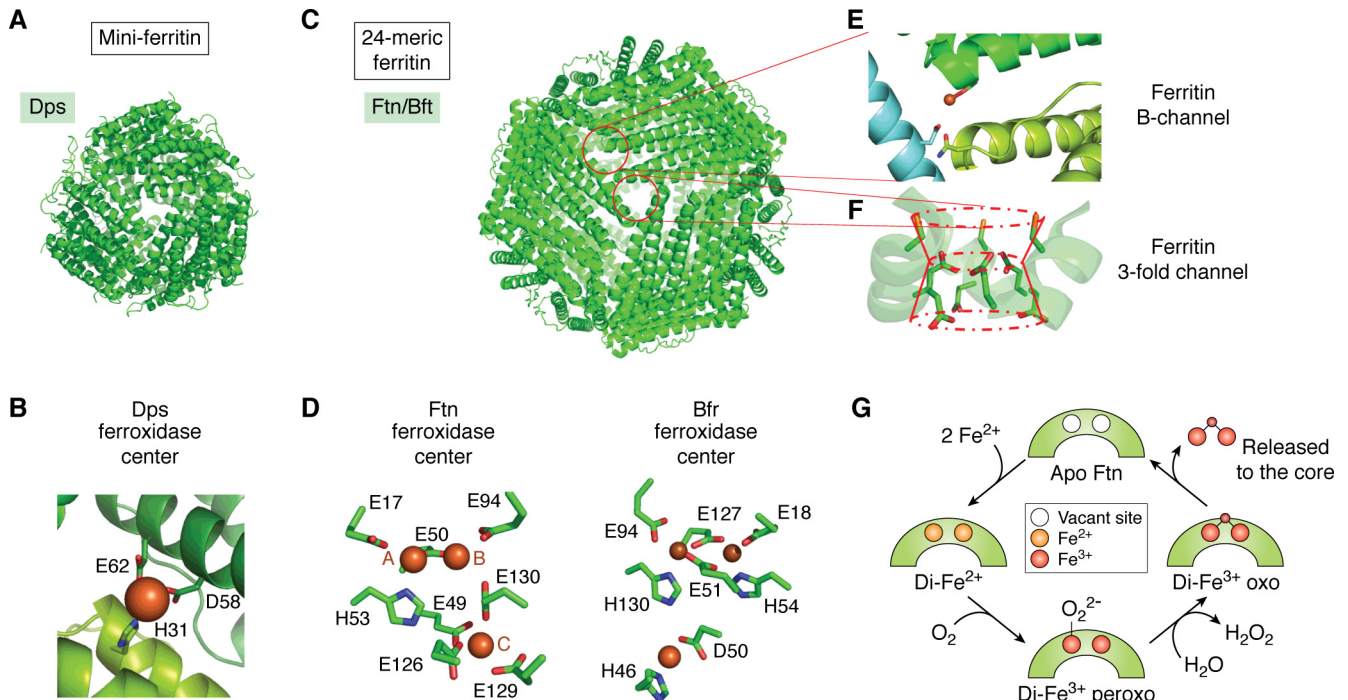 A
Mini-ferritin
Dps
C
24-meric
ferritin
Ftn/Bft
E
Ferritin
B-channel
F
Ferritin
3-fold channel
B
Dps
ferroxidase
center
E62
D58
H31
D
Ftn
ferroxidase
center
E17
E94
A
E50
B
E130
H53
E49
C
E126
E129
Bfr
ferroxidase
center
E94
E127
E18
H130
E51
H54
D50
H46
G
2 Fe²⁺
Apo Ftn
Released
to the core
Vacant site
Fe²⁺
Fe³⁺
Di-Fe²⁺
Di-Fe³⁺ oxo
O₂
O₂²⁻
H₂O₂
H₂O
Di-Fe³⁺ peroxo